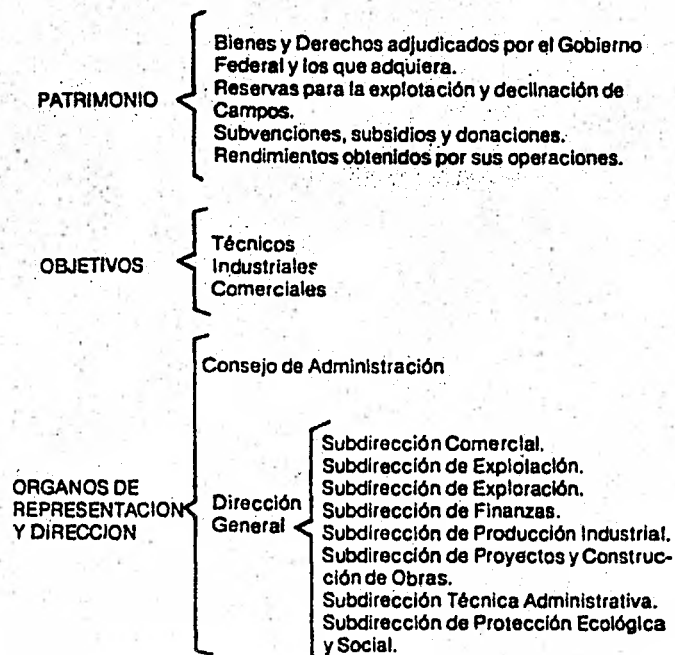 PATRIMONIO
Bienes y Derechos adjudicados por el Gobierno
Federal y los que adquiera.
Reservas para la explotación y declinación de
Campos.
Subvenciones, subsidios y donaciones.
Rendimientos obtenidos por sus operaciones.
OBJETIVOS
Técnicos
Industriales
Comerciales
ORGANOS DE
REPRESENTACION
Y DIRECCION
Consejo de Administración
Dirección
General
Subdirección Comercial.
Subdirección de Explotación.
Subdirección de Exploración.
Subdirección de Finanzas.
Subdirección de Producción Industrial.
Subdirección de Proyectos y Construc-
ción de Obras.
Subdirección Técnica Administrativa.
Subdirección de Protección Ecológica
y Social.